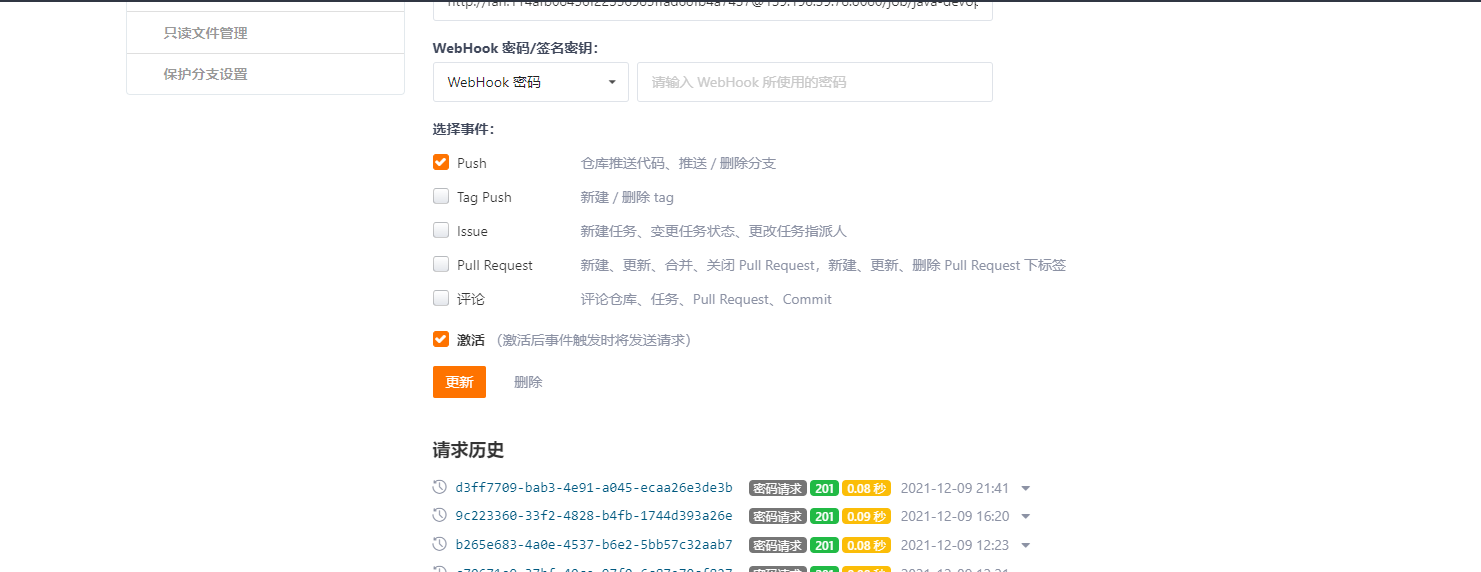 只读文件管理
保护分支设置
WebHook 密码/签名密钥：
WebHook 密码
请输入 WebHook 所使用的密码
选择事件：
Push 仓库推送代码、推送 / 删除分支
Tag Push 新建 / 删除 tag
Issue 新建任务、变更任务状态、更改任务指派人
Pull Request 新建、更新、合并、关闭 Pull Request，新建、更新、删除 Pull Request 下标签
评论 评论仓库、任务、Pull Request、Commit
激活 （激活后事件触发时将发送请求）
更新 删除
请求历史
d3ff7709-bab3-4e91-a045-ecaa26e3de3b 密码请求 201 0.08 秒 2021-12-09 21:41
9c223360-33f2-4828-b4fb-1744d393a26e 密码请求 201 0.09 秒 2021-12-09 16:20
b265e683-4a0e-4537-b6e2-5bb57c32aab7 密码请求 201 0.08 秒 2021-12-09 12:23